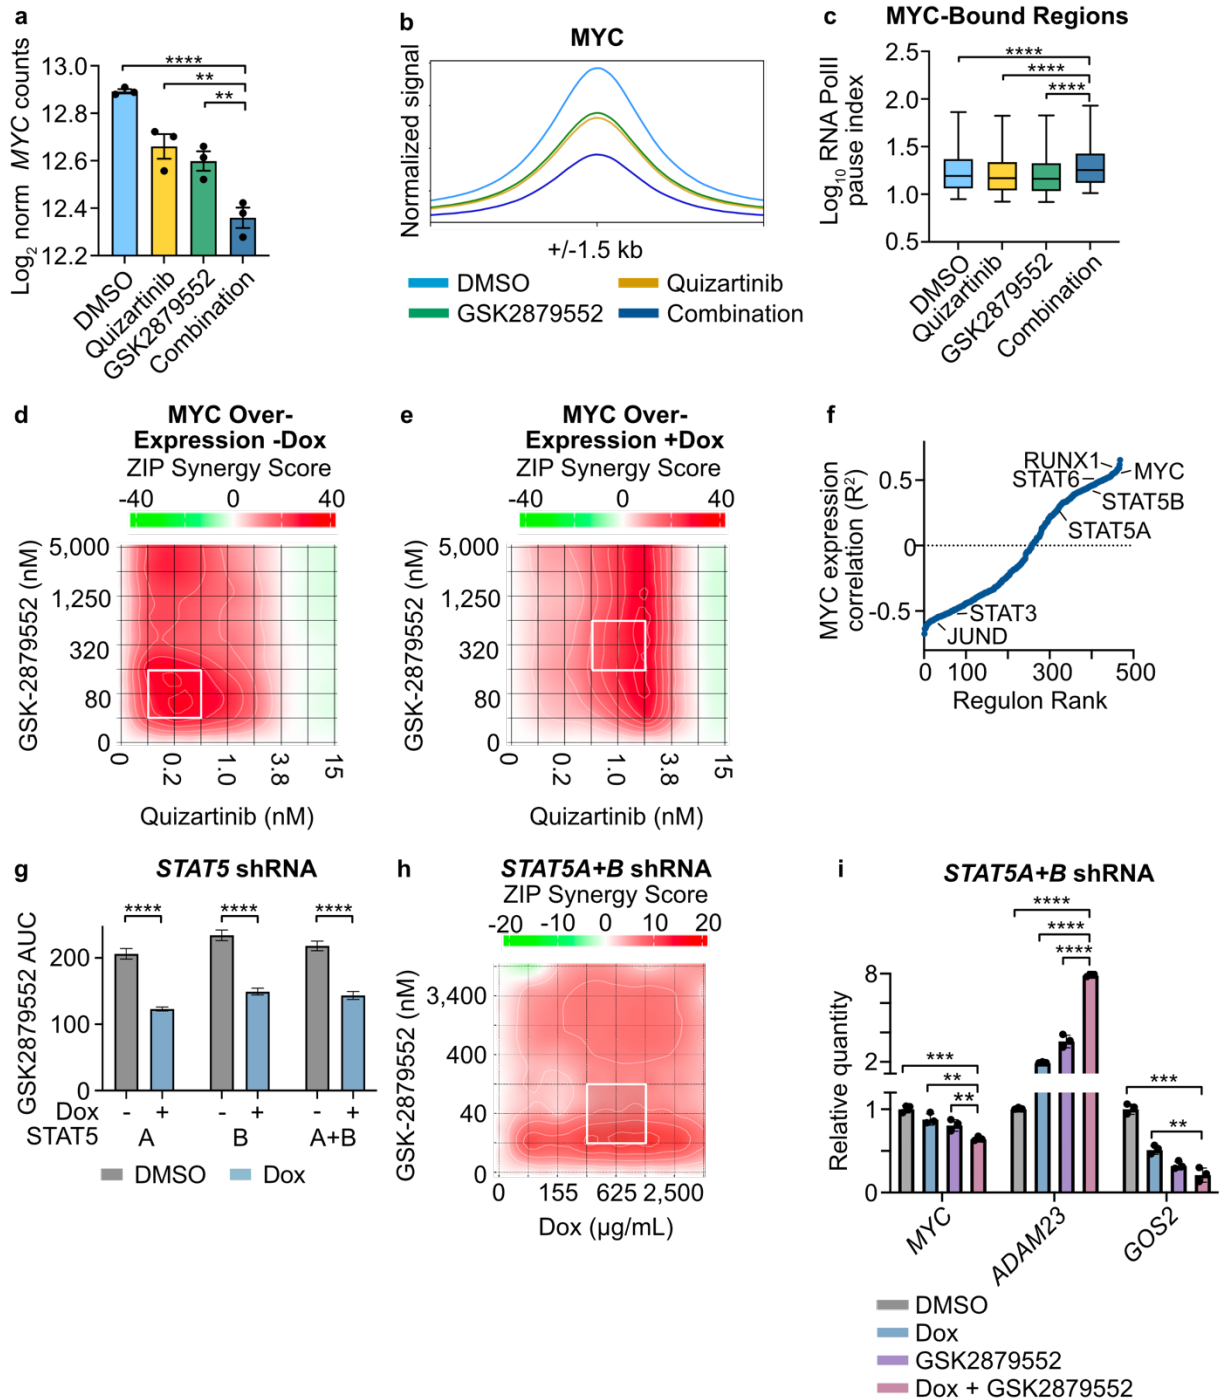 a
Log2 norm MYC counts
13.0
12.8
12.6
12.4
12.2
****
**
**
DMSO
Quizartinib
GSK2879552
Combination
b
MYC
Normalized signal
+/-1.5 kb
DMSO
Quizartinib
GSK2879552
Combination
c
MYC-Bound Regions
Log10 RNA PolII
pause index
2.5
2.0
1.5
1.0
0.5
****
****
****
DMSO
Quizartinib
GSK2879552
Combination
d
MYC Over-
Expression -Dox
ZIP Synergy Score
-40 0 40
GSK-2879552 (nM)
5,000
1,250
320
80
0
0 0.2 1.0 3.8 15
Quizartinib (nM)
e
MYC Over-
Expression +Dox
ZIP Synergy Score
-40 0 40
GSK-2879552 (nM)
5,000
1,250
320
80
0
0 0.2 1.0 3.8 15
Quizartinib (nM)
f
MYC expression
correlation (R2)
0.5
0
-0.5
RUNX1
STAT6
MYC
STAT5B
STAT5A
STAT3
JUND
0 100 300 500
Regulon Rank
g
STAT5 shRNA
GSK2879552 AUC
200
100
0
**** **** ****
Dox - + - + - +
STAT5 A B A+B
DMSO Dox
h
STAT5A+B shRNA
ZIP Synergy Score
-20 -10 0 10 20
GSK-2879552 (nM)
3,400
400
40
0
0 155 625 2,500
Dox (µg/mL)
i
STAT5A+B shRNA
Relative quantity
8
2
1
0
***
**
**
****
****
****
***
**
MYC
ADAM23
GOS2
DMSO
Dox
GSK2879552
Dox + GSK2879552